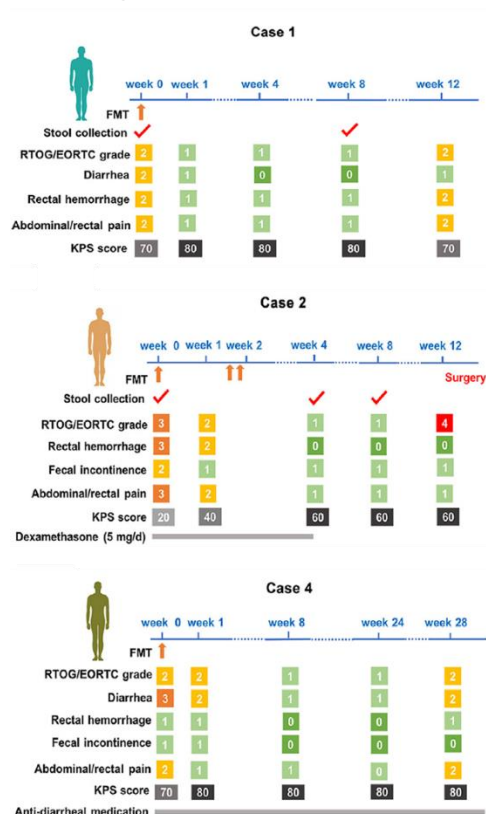 Case 1
week 0 week 1 week 4 week 8 week 12
FMT
Stool collection
RTOG/EORTC grade 2 1 1 1 2
Diarrhea 2 1 0 0 1
Rectal hemorrhage 2 1 1 1 2
Abdominal/rectal pain 2 1 1 1 2
KPS score 70 80 80 80 70
Case 2
week 0 week 1 week 2 week 4 week 8 week 12
FMT Surgery
Stool collection
RTOG/EORTC grade 3 2 1 1 4
Rectal hemorrhage 3 2 0 0 0
Fecal incontinence 2 1 1 1 1
Abdominal/rectal pain 3 2 1 1 1
KPS score 20 40 60 60 60
Dexamethasone (5 mg/d)
Case 4
week 0 week 1 week 8 week 24 week 28
FMT
RTOG/EORTC grade 2 2 1 1 2
Diarrhea 3 2 1 1 2
Rectal hemorrhage 1 1 0 0 1
Fecal incontinence 1 1 0 0 0
Abdominal/rectal pain 2 1 1 0 2
KPS score 70 80 80 80 80
Anti-diarrheal medication